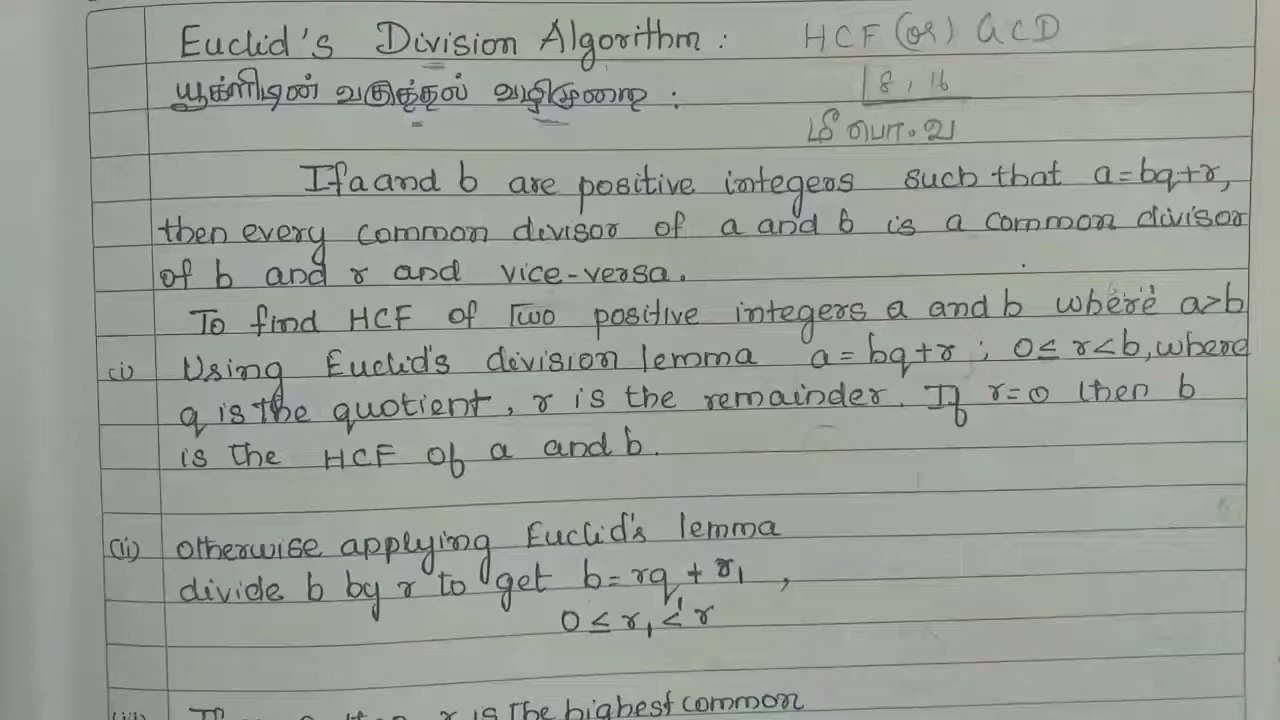 Euclid's Division Algorithm : HCF (or) GCD
யூக்ளிடின் வகுத்தல் வழிமுறை : 8, 16
மீ பொ. வ
If a and b are positive integers such that a=bq+r,
then every common divisor of a and b is a common divisor
of b and r and vice-versa.
To find HCF of Two positive integers a and b where a>b
(i) Using Euclid's division lemma a = bq+r ; 0≤ r<b, where
q is the quotient, r is the remainder. If r=0 then b
is the HCF of a and b.
(ii) otherwise applying Euclid's lemma
divide b by r to get b= rq₁ + r₁ ,
0 ≤ r₁ < r
(iii) r is The highest common